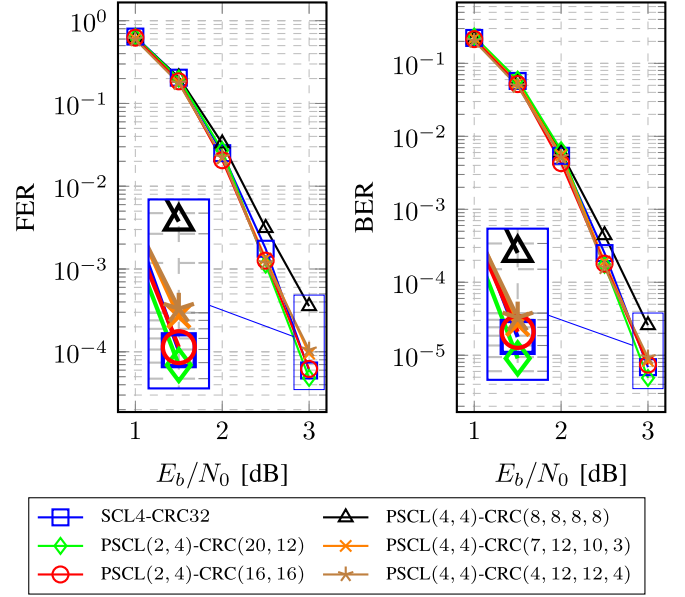 10^0
10^−1
10^−2
10^−3
10^−4
FER
1 2 3
E_b/N_0 [dB]
10^−1
10^−2
10^−3
10^−4
10^−5
BER
1 2 3
E_b/N_0 [dB]
SCL4-CRC32
PSCL(2, 4)-CRC(20, 12)
PSCL(2, 4)-CRC(16, 16)
PSCL(4, 4)-CRC(8, 8, 8, 8)
PSCL(4, 4)-CRC(7, 12, 10, 3)
PSCL(4, 4)-CRC(4, 12, 12, 4)